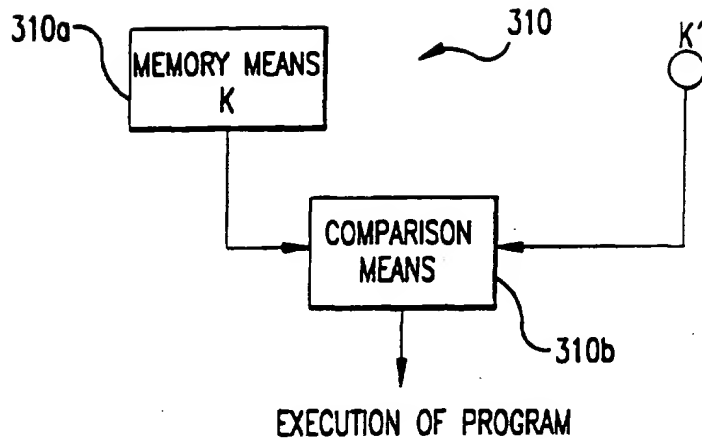 310a
MEMORY MEANS
K
310
K'
COMPARISON
MEANS
310b
EXECUTION OF PROGRAM